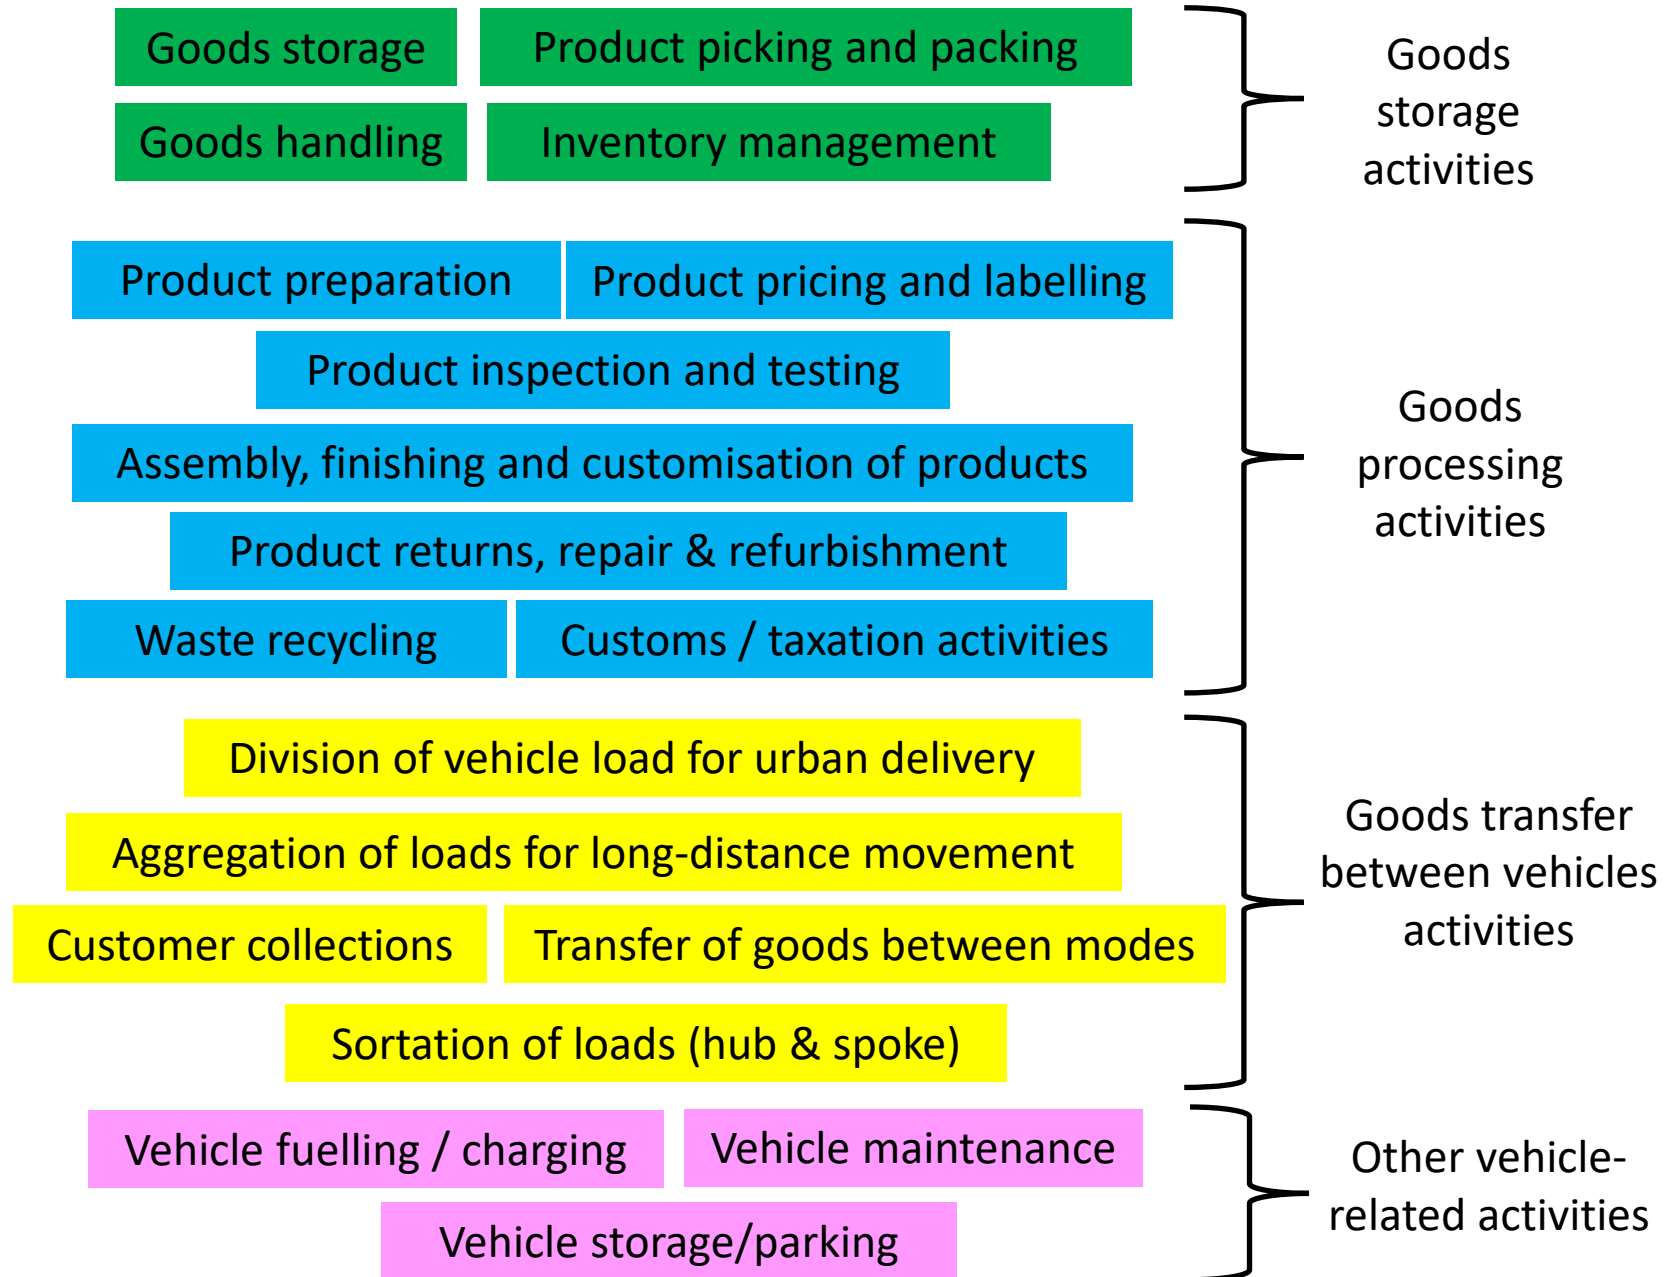 Goods storage
Product picking and packing
Goods handling
Inventory management
Goods
storage
activities
Product preparation
Product pricing and labelling
Product inspection and testing
Assembly, finishing and customisation of products
Product returns, repair & refurbishment
Waste recycling
Customs / taxation activities
Goods
processing
activities
Division of vehicle load for urban delivery
Aggregation of loads for long-distance movement
Customer collections
Transfer of goods between modes
Sortation of loads (hub & spoke)
Goods transfer
between vehicles
activities
Vehicle fuelling / charging
Vehicle maintenance
Vehicle storage/parking
Other vehicle-
related activities